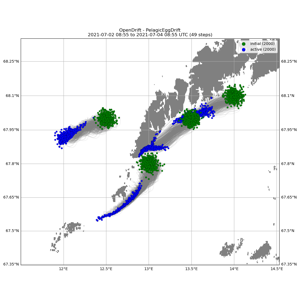 OpenDrift - PelagicEggDrift
2021-07-02 08:55 to 2021-07-04 08:55 UTC (49 steps)
initial (2000)
active (2000)
68.25°N
68.1°N
67.95°N
67.8°N
67.65°N
67.5°N
67.35°N
67.35°N
67.5°N
67.65°N
67.8°N
67.95°N
68.1°N
68.25°N
12°E
12.5°E
13°E
13.5°E
14°E
14.5°E